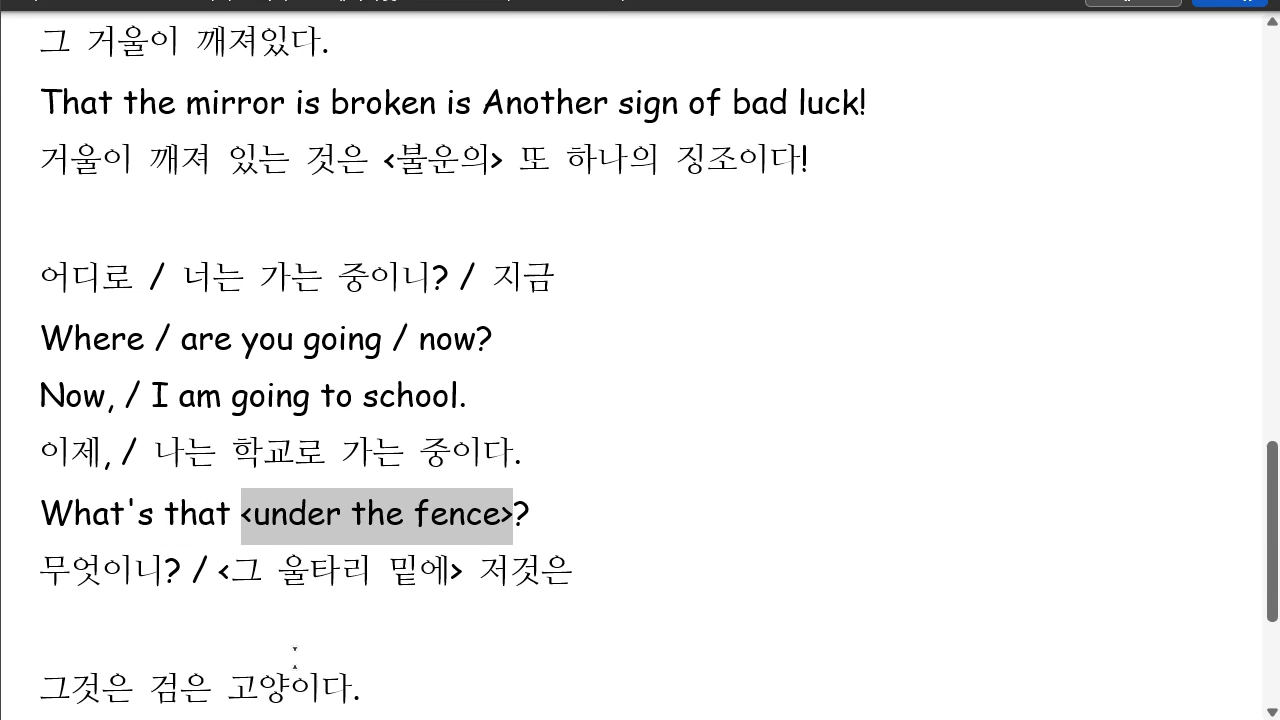 그 거울이 깨져있다.
That the mirror is broken is Another sign of bad luck!
거울이 깨져 있는 것은 <불운의> 또 하나의 징조이다!
어디로 / 너는 가는 중이니? / 지금
Where / are you going / now?
Now, / I am going to school.
이제, / 나는 학교로 가는 중이다.
What's that <under the fence>?
무엇이니? / <그 울타리 밑에> 저것은
그것은 검은 고양이다.